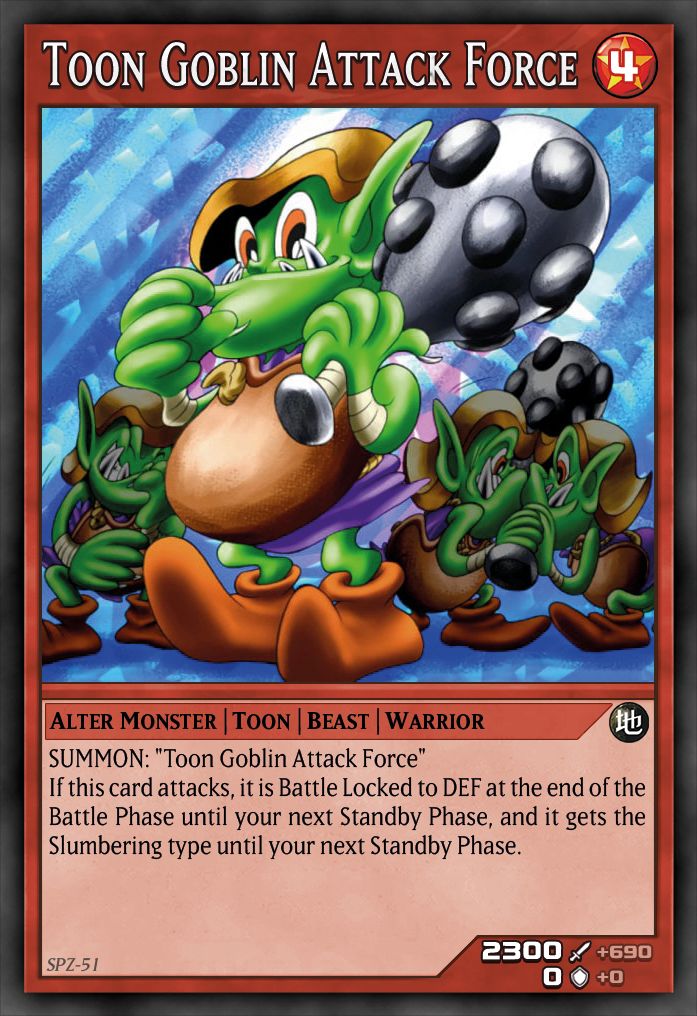 Toon Goblin Attack Force 4
Alter Monster | Toon | Beast | Warrior
SUMMON: "Toon Goblin Attack Force"
If this card attacks, it is Battle Locked to DEF at the end of the
Battle Phase until your next Standby Phase, and it gets the
Slumbering type until your next Standby Phase.
2300 +690
SPZ-51
0 +0